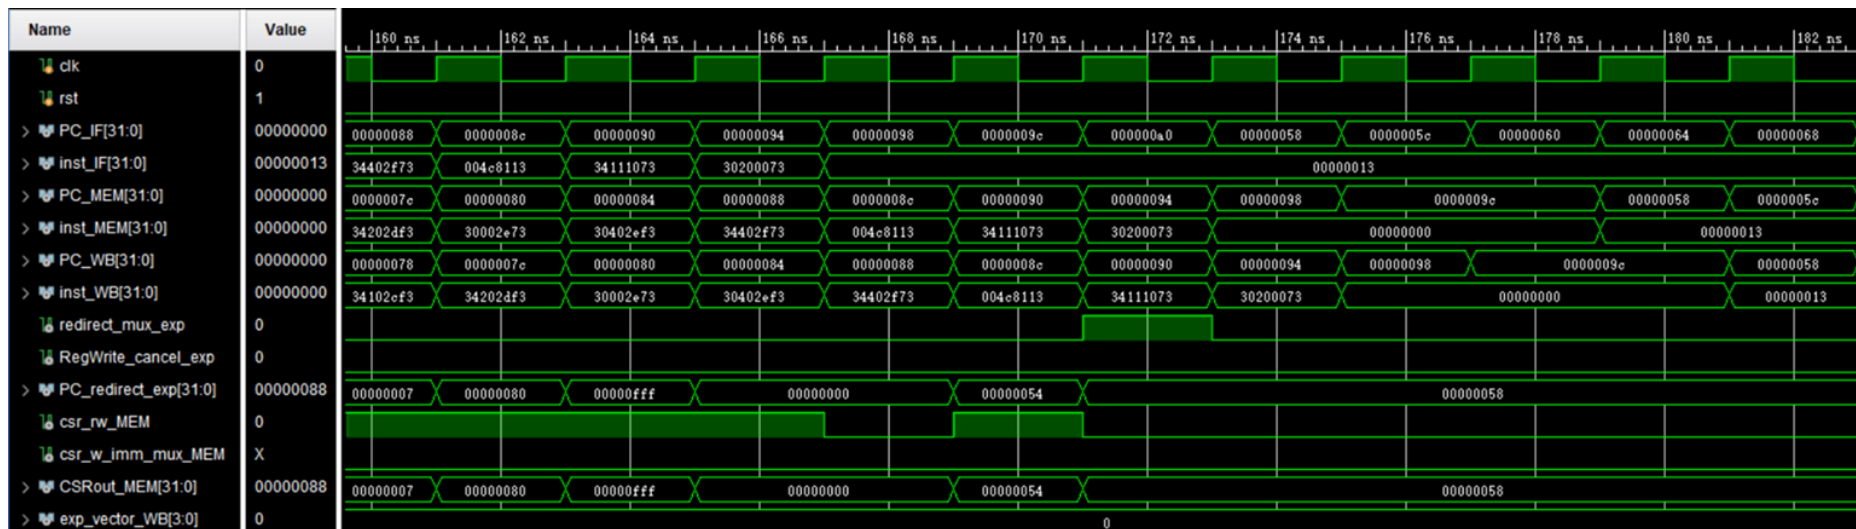 Name Value 160 ns 162 ns 164 ns 166 ns 168 ns 170 ns 172 ns 174 ns 176 ns 178 ns 180 ns 182 ns
clk 0
rst 1
PC_IF[31:0] 00000000 00000088 0000008c 00000090 00000094 00000098 0000009c 000000a0 00000058 0000005c 00000060 00000064 00000068
inst_IF[31:0] 00000013 34402f73 004c8113 34111073 30200073 00000013
PC_MEM[31:0] 00000000 0000007c 00000080 00000084 00000088 0000008c 00000090 00000094 00000098 0000009c 00000058 0000005c
inst_MEM[31:0] 00000000 34202df3 30002e73 30402ef3 34402f73 004c8113 34111073 30200073 00000000 00000013
PC_WB[31:0] 00000000 00000078 0000007c 00000080 00000084 00000088 0000008c 00000090 00000094 00000098 0000009c 00000058
inst_WB[31:0] 00000000 34102cf3 34202df3 30002e73 30402ef3 34402f73 004c8113 34111073 30200073 00000000 00000013
redirect_mux_exp 0
RegWrite_cancel_exp 0
PC_redirect_exp[31:0] 00000088 00000007 00000080 00000fff 00000000 00000054 00000058
csr_rw_MEM 0
csr_w_imm_mux_MEM X
CSRout_MEM[31:0] 00000088 00000007 00000080 00000fff 00000000 00000054 00000058
exp_vector_WB[3:0] 0 0